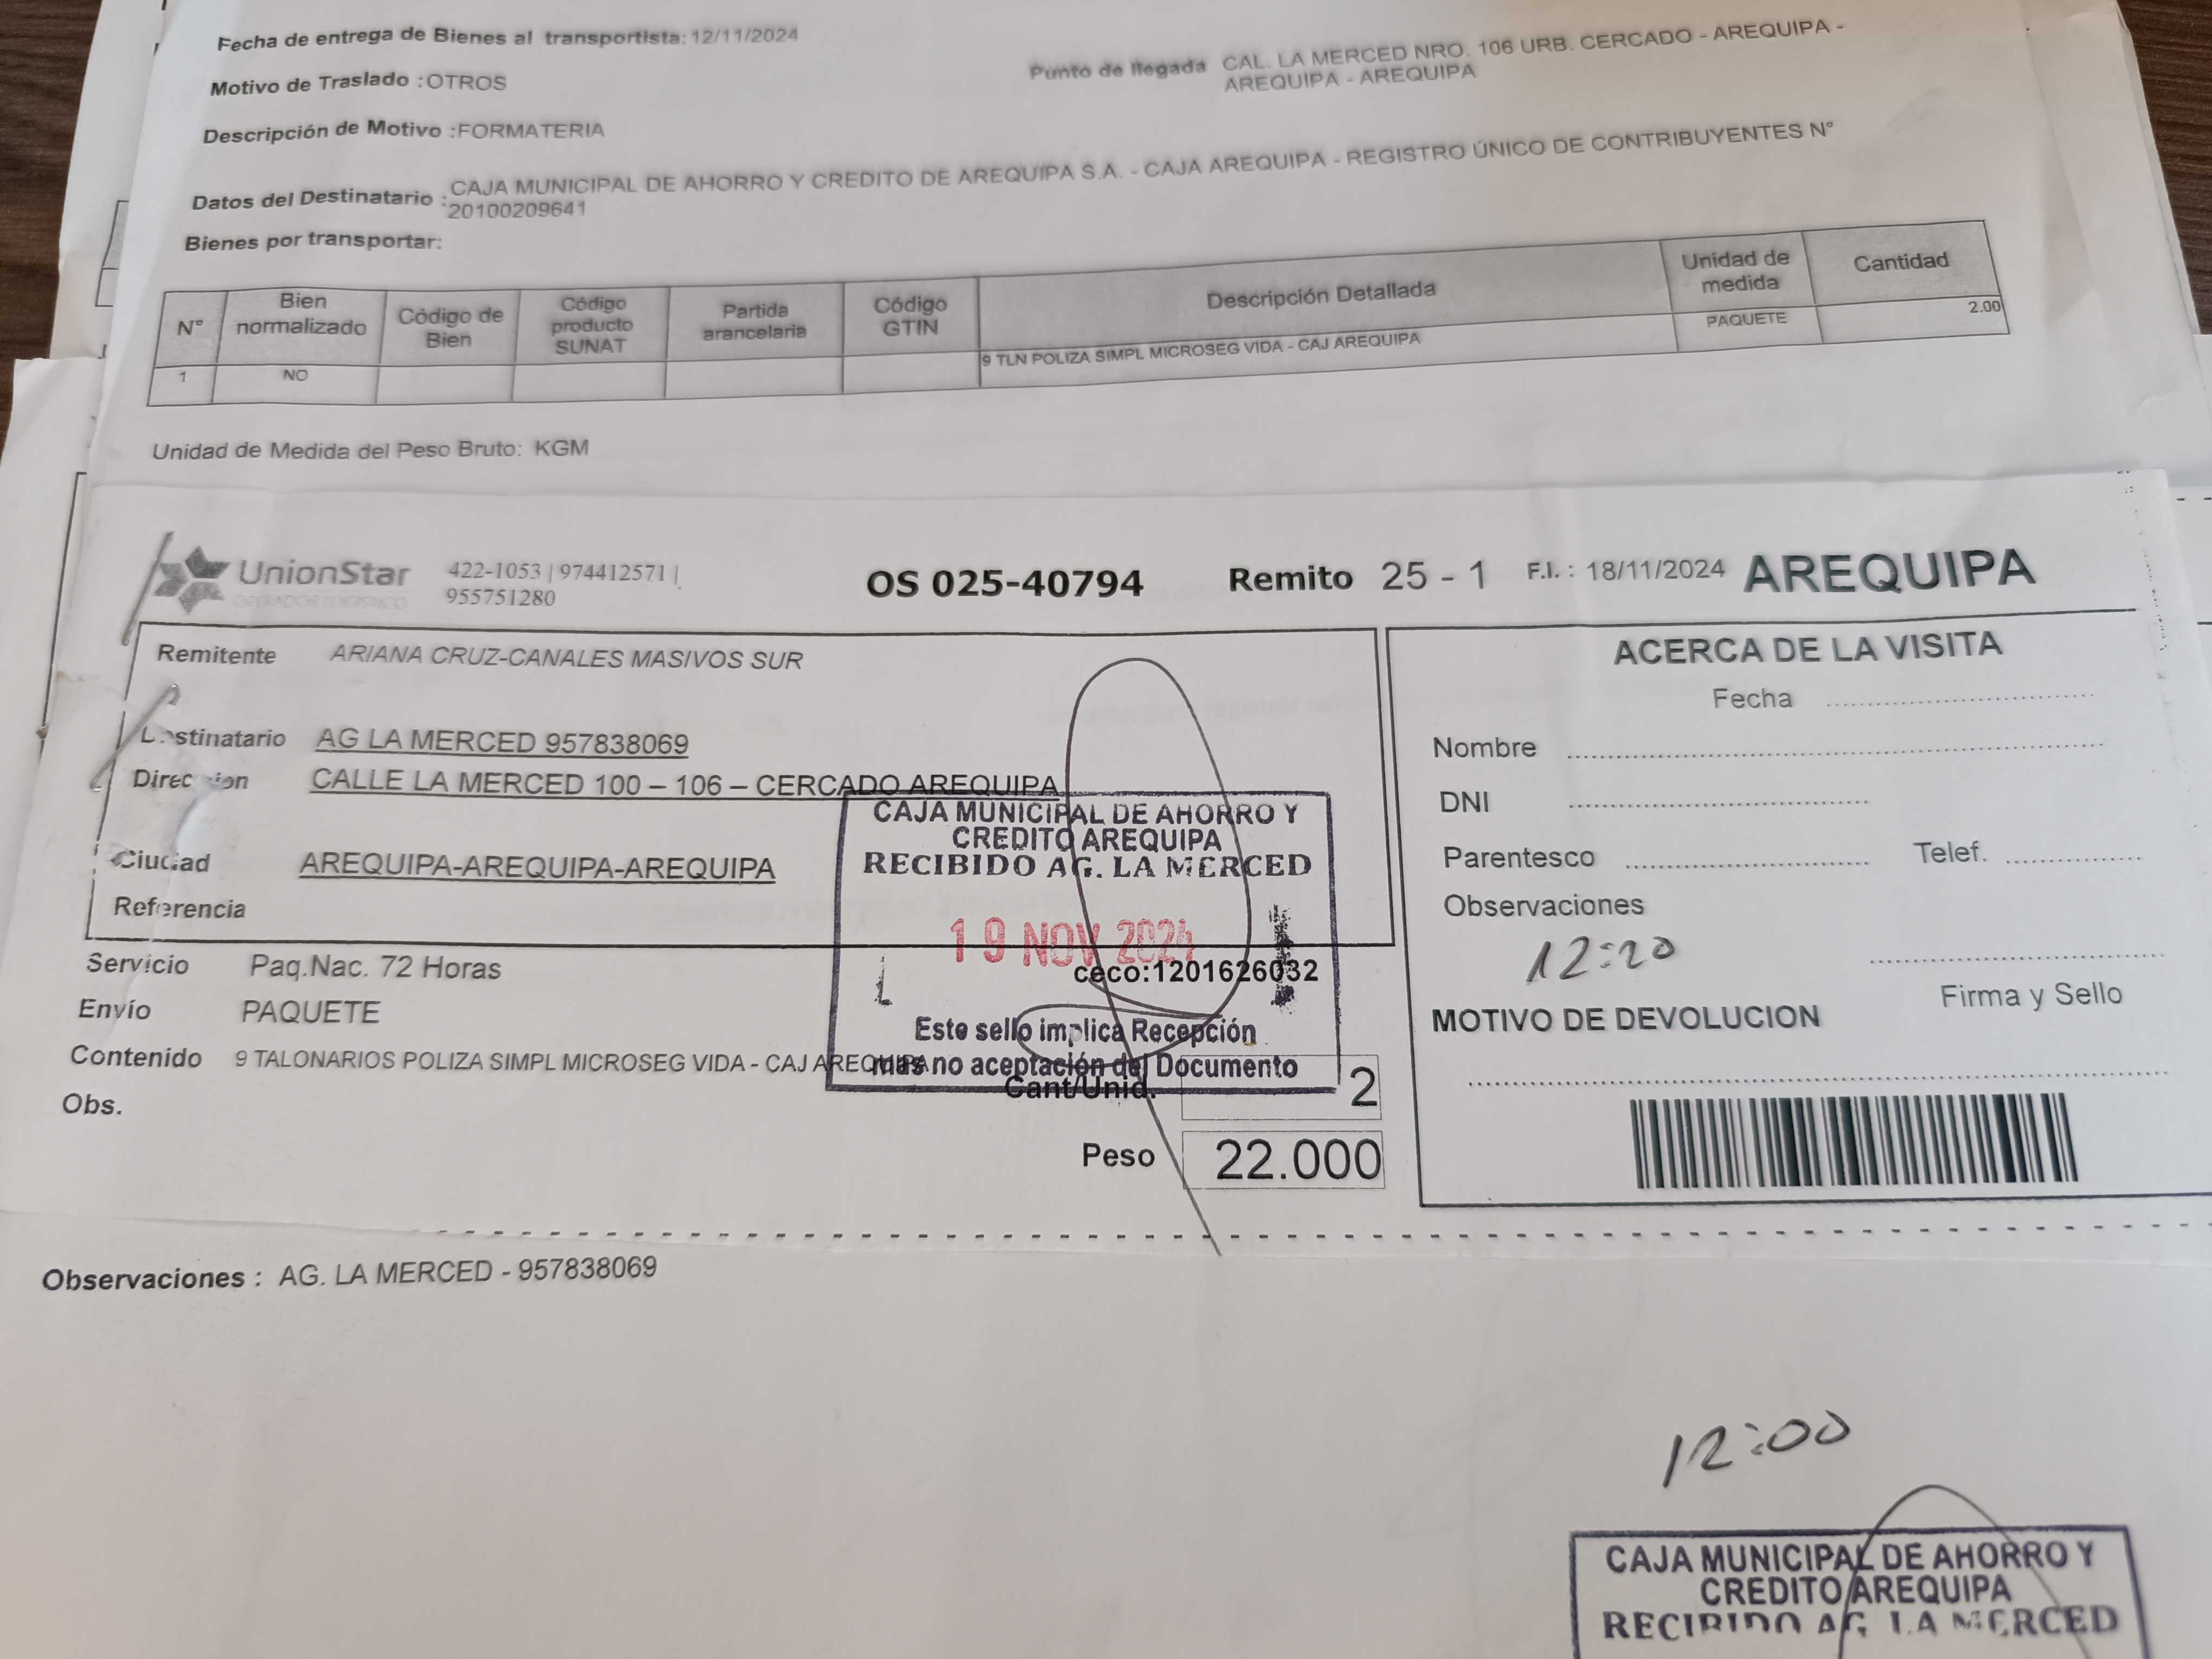 Fecha de entrega de Bienes al transportista: 12/11/2024
Motivo de Traslado : OTROS
Punto de llegada CAL. LA MERCED NRO. 106 URB. CERCADO - AREQUIPA -
AREQUIPA - AREQUIPA
Descripción de Motivo : FORMATERIA
Datos del Destinatario : CAJA MUNICIPAL DE AHORRO Y CREDITO DE AREQUIPA S.A. - CAJA AREQUIPA - REGISTRO ÚNICO DE CONTRIBUYENTES N°
20100209641
Bienes por transportar:
N° Bien normalizado Código de Bien Código producto SUNAT Partida arancelaria Código GTIN Descripción Detallada Unidad de medida Cantidad
1 NO 9 TLN POLIZA SIMPL MICROSEG VIDA - CAJ AREQUIPA PAQUETE 2.00
Unidad de Medida del Peso Bruto: KGM
UnionStar
OPERADOR LOGISTICO
422-1053 | 974412571 |
955751280
OS 025-40794 Remito 25 - 1 F.I. : 18/11/2024 AREQUIPA
Remitente ARIANA CRUZ-CANALES MASIVOS SUR
Destinatario AG LA MERCED 957838069
Direccion CALLE LA MERCED 100 – 106 – CERCADO AREQUIPA
Ciudad AREQUIPA-AREQUIPA-AREQUIPA
Referencia
Servicio Paq.Nac. 72 Horas
ceco:1201626032
Envío PAQUETE
Contenido 9 TALONARIOS POLIZA SIMPL MICROSEG VIDA - CAJ AREQUIPA
Obs.
Cant/Unid. 2
Peso 22.000
CAJA MUNICIPAL DE AHORRO Y
CREDITO AREQUIPA
RECIBIDO AG. LA MERCED
19 NOV 2024
Este sello implica Recepción
mas no aceptación del Documento
ACERCA DE LA VISITA
Fecha
Nombre
DNI
Parentesco Telef.
Observaciones
12:20
Firma y Sello
MOTIVO DE DEVOLUCION
Observaciones : AG. LA MERCED - 957838069
12:00
CAJA MUNICIPAL DE AHORRO Y
CREDITO AREQUIPA
RECIBIDO AG. LA MERCED